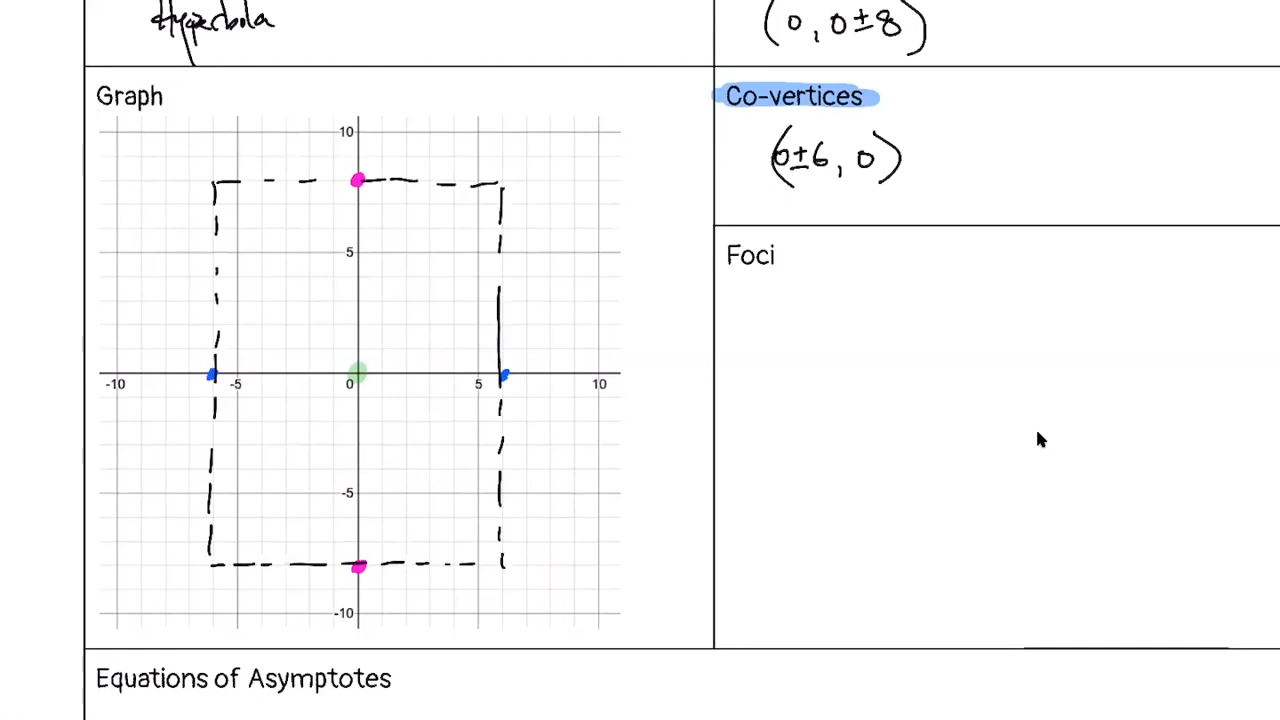 Hyperbola
(0, 0±8)
Graph
Co-vertices
(0±6, 0)
Foci
10
5
-10 -5 0 5 10
-5
-10
Equations of Asymptotes